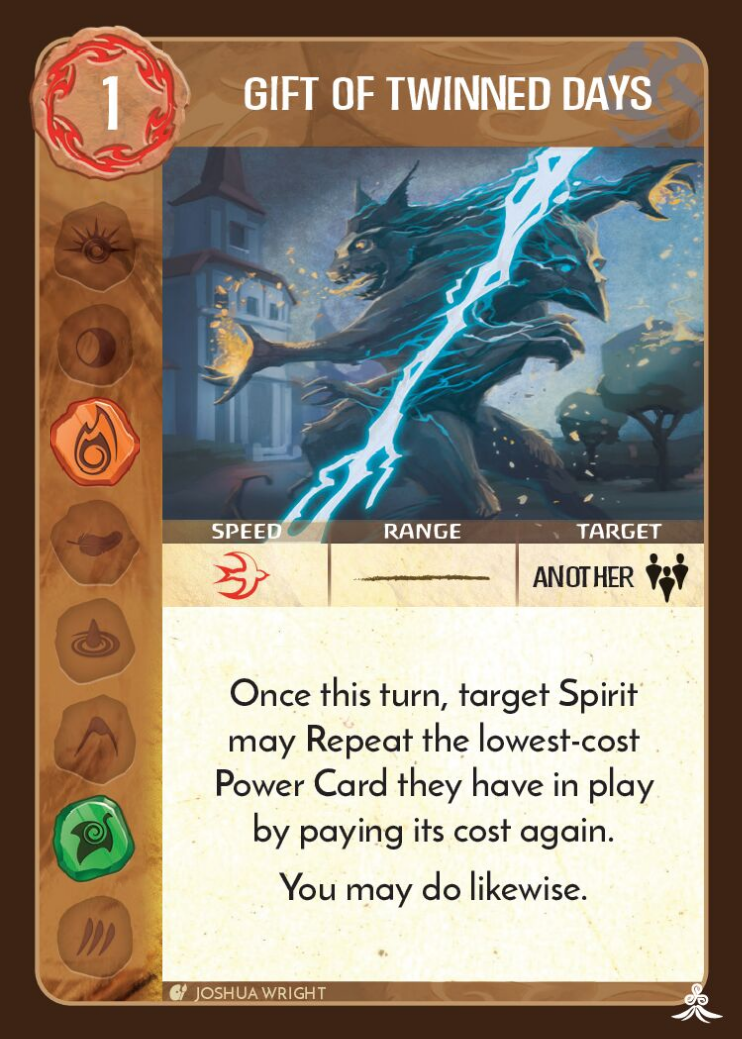 1
GIFT OF TWINNED DAYS
SPEED
RANGE
TARGET
ANOTHER
Once this turn, target Spirit
may Repeat the lowest-cost
Power Card they have in play
by paying its cost again.
You may do likewise.
JOSHUA WRIGHT